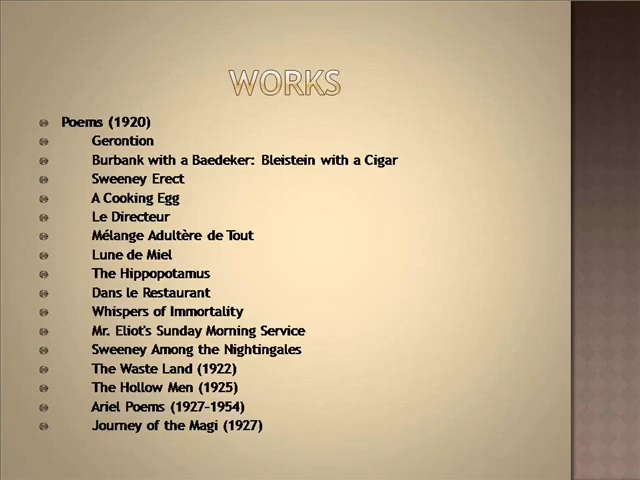 WORKS
Poems (1920)
Gerontion
Burbank with a Baedeker: Bleistein with a Cigar
Sweeney Erect
A Cooking Egg
Le Directeur
Mélange Adultère de Tout
Lune de Miel
The Hippopotamus
Dans le Restaurant
Whispers of Immortality
Mr. Eliot's Sunday Morning Service
Sweeney Among the Nightingales
The Waste Land (1922)
The Hollow Men (1925)
Ariel Poems (1927–1954)
Journey of the Magi (1927)